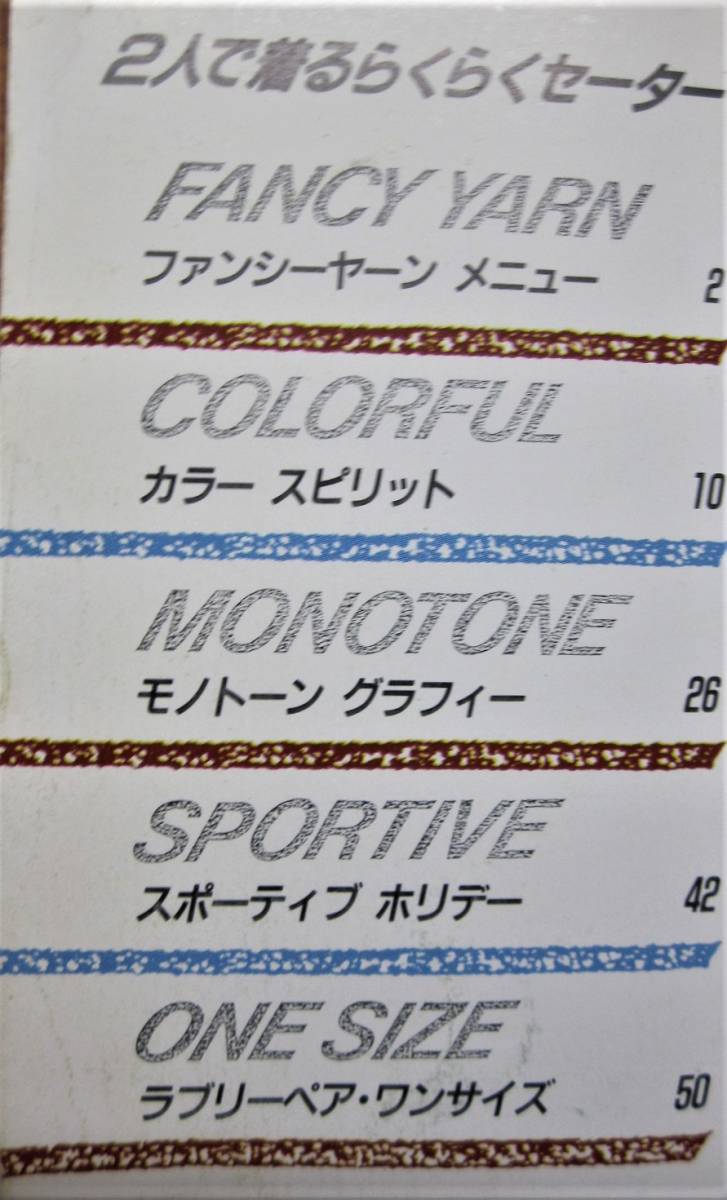 2人で着るらくらくセーター
FANCY YARN
ファンシーヤーン メニュー 2
COLORFUL
カラー スピリット 10
MONOTONE
モノトーン グラフィー 26
SPORTIVE
スポーティブ ホリデー 42
ONE SIZE
ラブリーペア・ワンサイズ 50